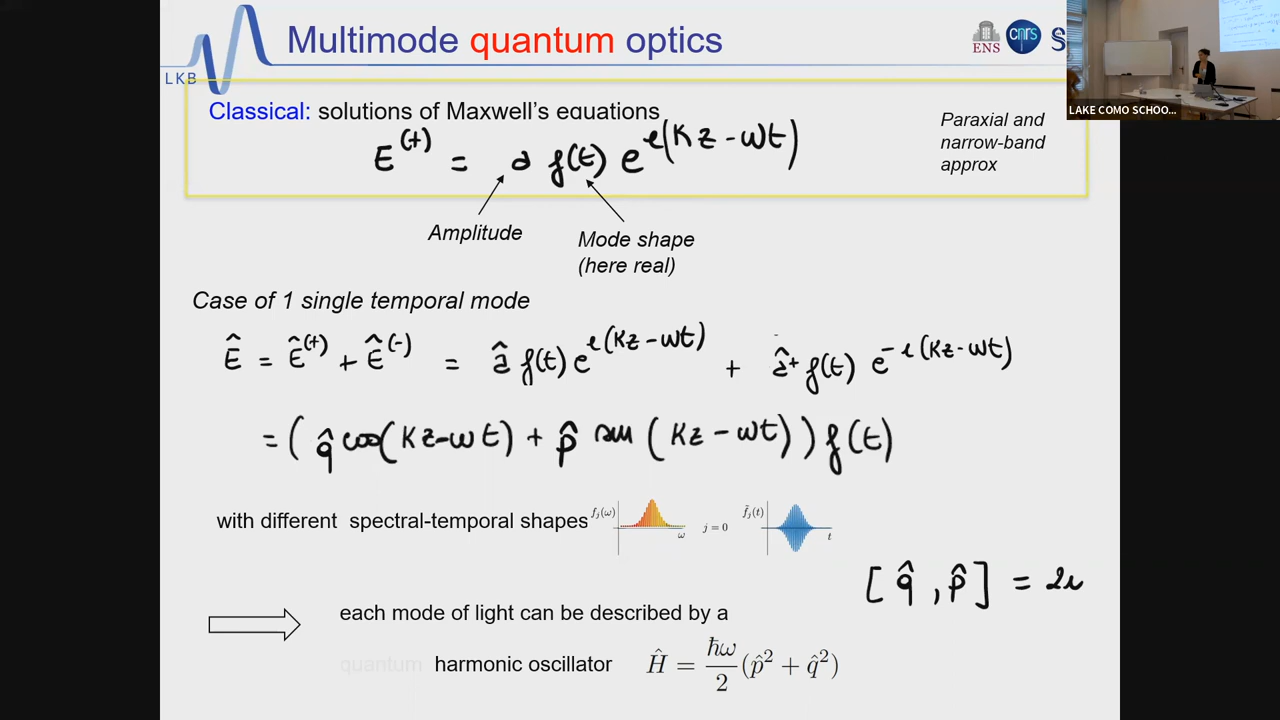 LKB
Multimode quantum optics
ENS
cnrs
S
LAKE COMO SCHOO...
Classical: solutions of Maxwell's equations
Paraxial and
narrow-band
approx
E^(+) = a f(t) e^i(Kz - ωt)
Amplitude
Mode shape
(here real)
Case of 1 single temporal mode
Ê = Ê^(+) + Ê^(-) = â f(t) e^i(Kz - ωt) + â⁺ f(t) e^-i(Kz - ωt)
= ( q̂ cos(Kz-ωt) + p̂ sin (Kz - ωt)) f(t)
with different spectral-temporal shapes
f_j(ω)
ω
j = 0
f̃_j(t)
t
[ q̂ , p̂ ] = 2i
each mode of light can be described by a
quantum harmonic oscillator
Ĥ = ħω/2 (p̂² + q̂²)